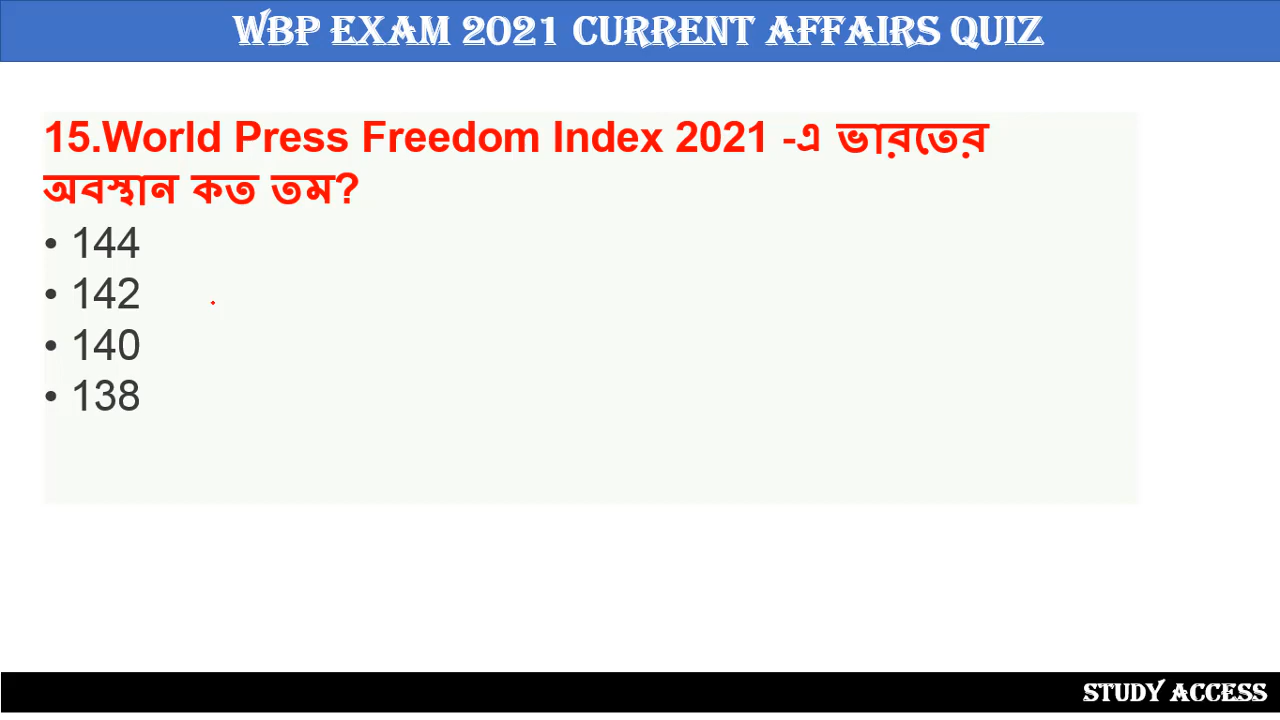 WBP EXAM 2021 CURRENT AFFAIRS QUIZ
15.World Press Freedom Index 2021 -এ ভারতের
অবস্থান কত তম?
• 144
• 142
• 140
• 138
STUDY ACCESS